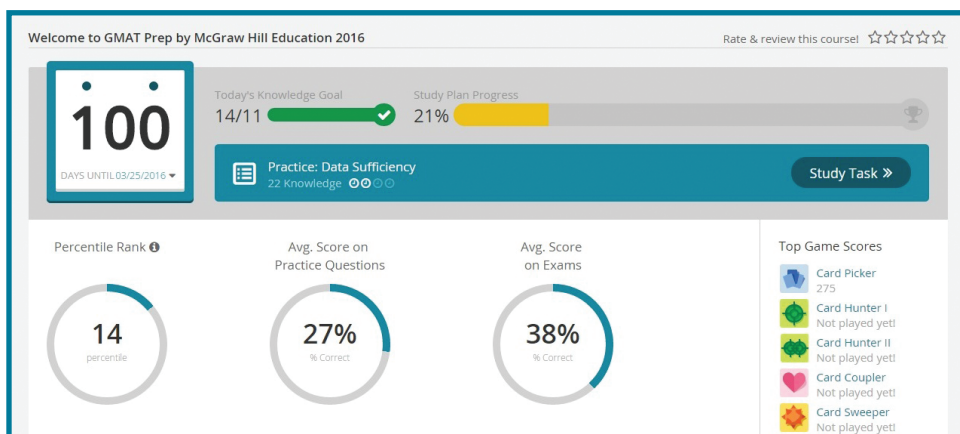 Welcome to GMAT Prep by McGraw Hill Education 2016
Rate & review this course!
100
DAYS UNTIL 03/25/2016
Today's Knowledge Goal
14/11
Study Plan Progress
21%
Practice: Data Sufficiency
22 Knowledge
Study Task »
Percentile Rank
14
percentile
Avg. Score on
Practice Questions
27%
% Correct
Avg. Score
on Exams
38%
% Correct
Top Game Scores
Card Picker
275
Card Hunter I
Not played yet!
Card Hunter II
Not played yet!
Card Coupler
Not played yet!
Card Sweeper
Not played yet!